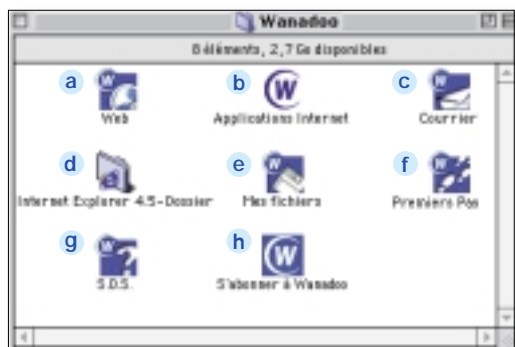 Wanadoo
8 éléments, 2,7 Go disponibles
a b c
Web Applications Internet Courrier
d e f
Internet Explorer 4.5-Dossier Mes fichiers Premiers Pas
g h
S.O.S. S'abonner à Wanadoo